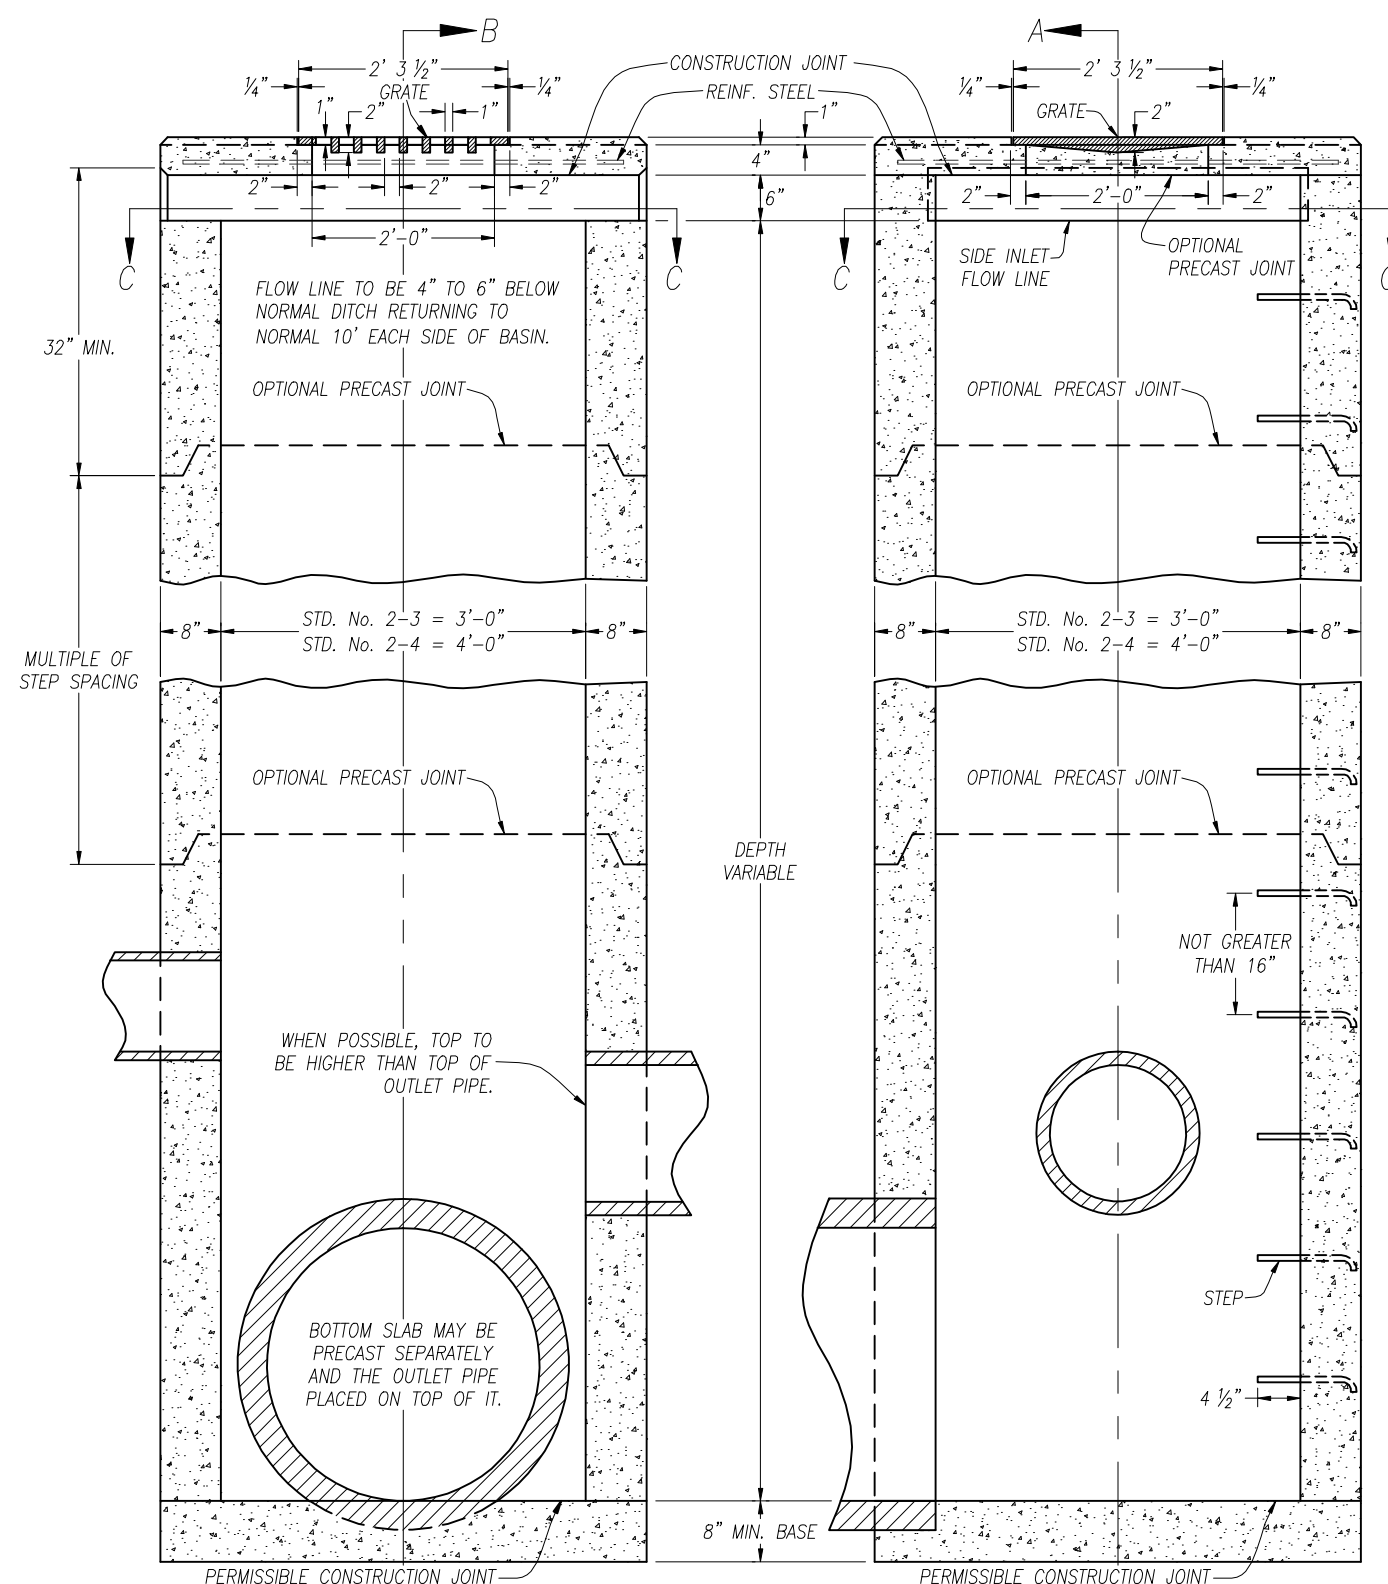 B
A
2' 3 ½"
CONSTRUCTION JOINT
2' 3 ½"
¼"
GRATE
¼"
REINF. STEEL
¼"
¼"
1"
2"
1"
1"
GRATE
2"
4"
2"
2"
2"
6"
2"
2'-0"
2"
2'-0"
C
C
C
C
SIDE INLET
FLOW LINE
OPTIONAL
PRECAST JOINT
FLOW LINE TO BE 4" TO 6" BELOW
NORMAL DITCH RETURNING TO
NORMAL 10' EACH SIDE OF BASIN.
32" MIN.
OPTIONAL PRECAST JOINT
OPTIONAL PRECAST JOINT
8"
STD. No. 2-3 = 3'-0"
STD. No. 2-4 = 4'-0"
8"
8"
STD. No. 2-3 = 3'-0"
STD. No. 2-4 = 4'-0"
8"
MULTIPLE OF
STEP SPACING
OPTIONAL PRECAST JOINT
OPTIONAL PRECAST JOINT
DEPTH
VARIABLE
NOT GREATER
THAN 16"
WHEN POSSIBLE, TOP TO
BE HIGHER THAN TOP OF
OUTLET PIPE.
STEP
BOTTOM SLAB MAY BE
PRECAST SEPARATELY
AND THE OUTLET PIPE
PLACED ON TOP OF IT.
4 ½"
8" MIN. BASE
PERMISSIBLE CONSTRUCTION JOINT
PERMISSIBLE CONSTRUCTION JOINT